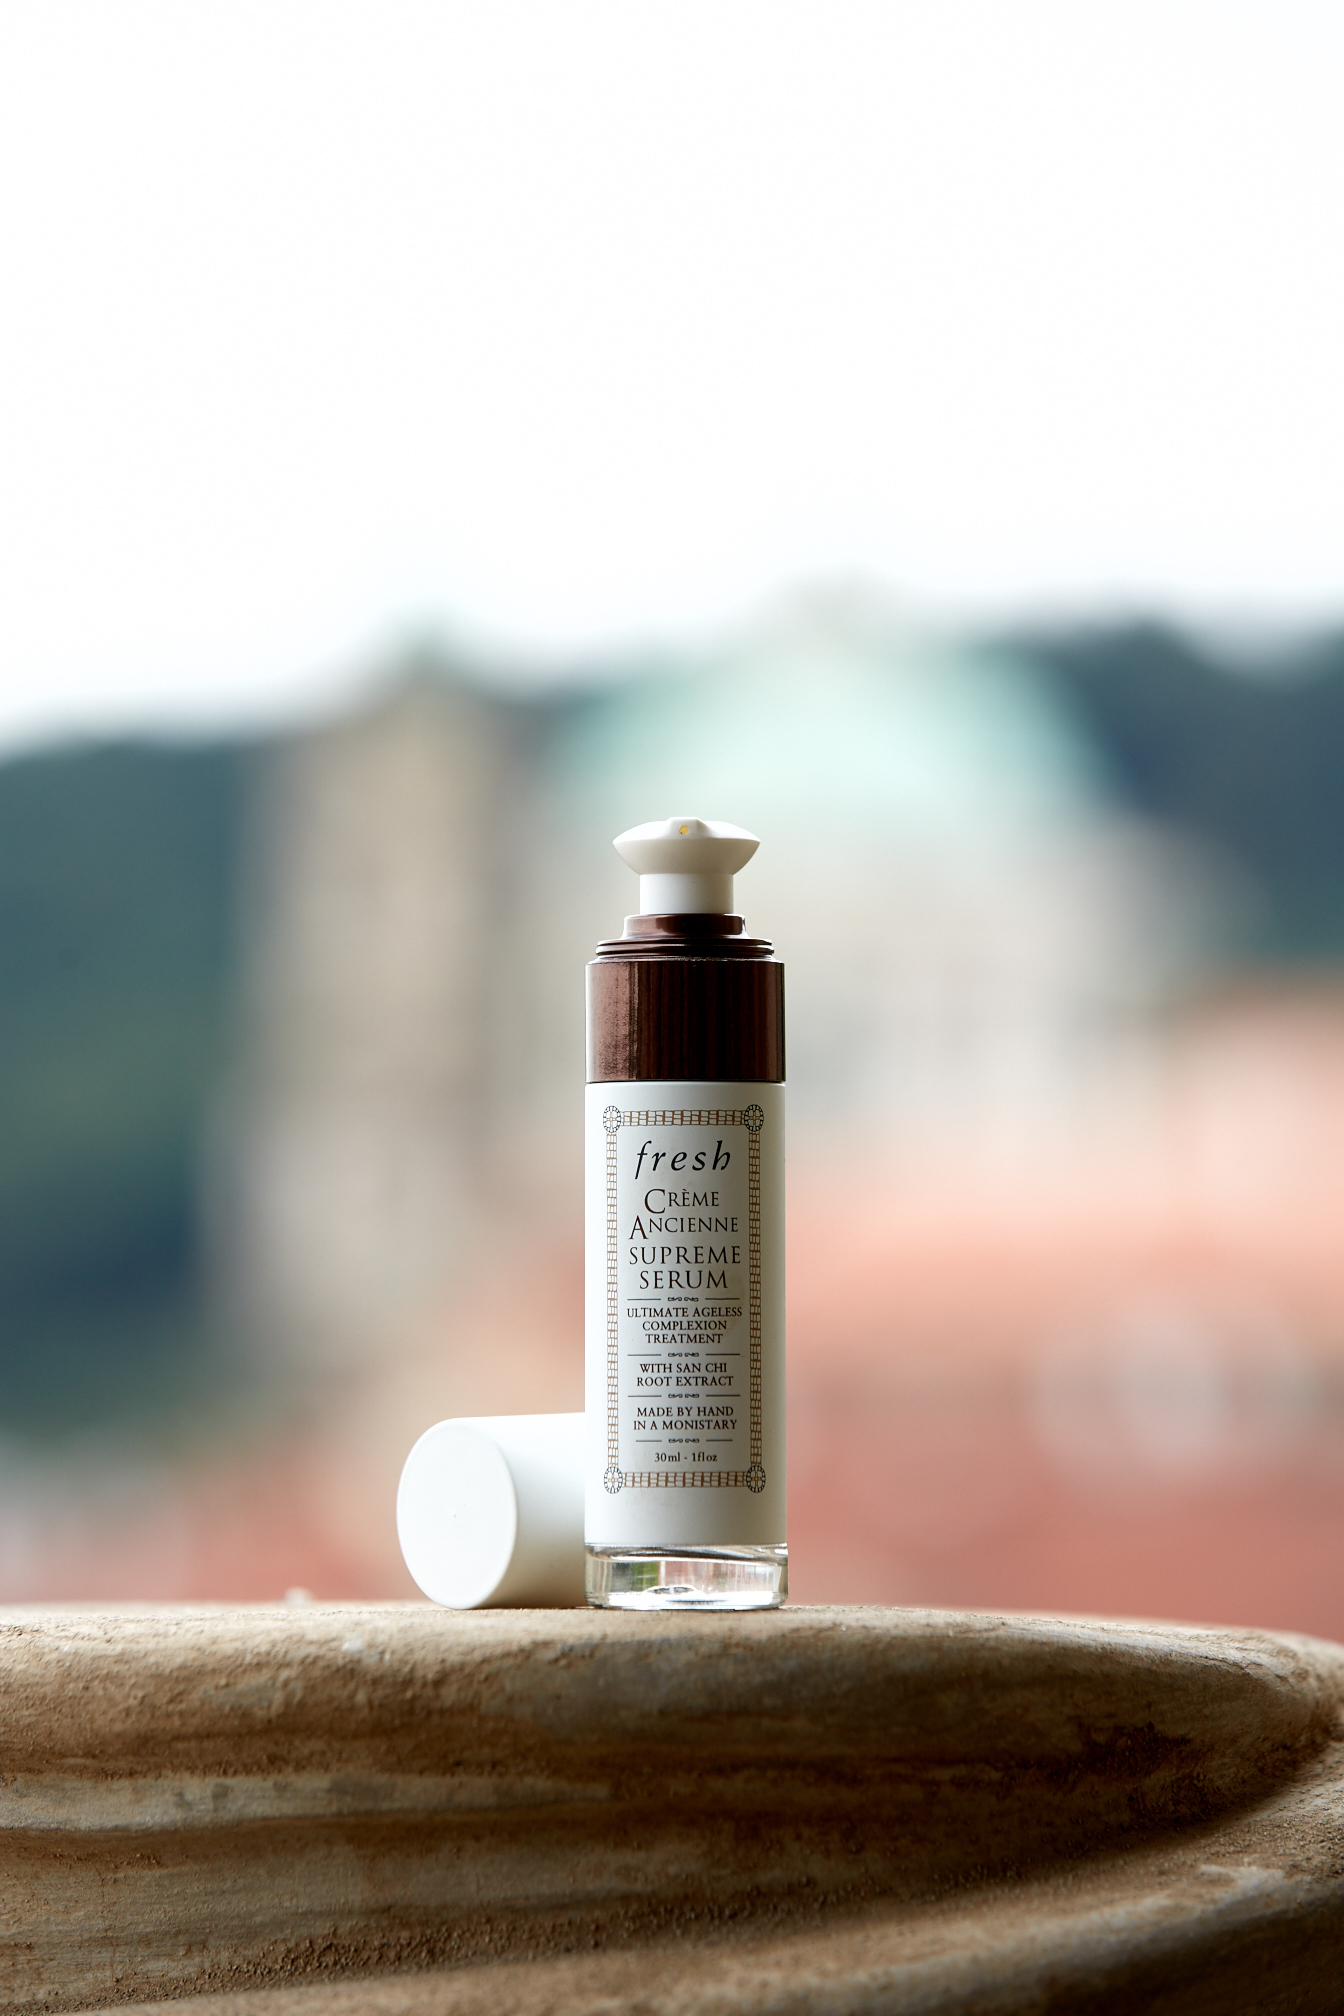 fresh
CRÈME
ANCIENNE
SUPREME
SERUM
ULTIMATE AGELESS
COMPLEXION
TREATMENT
WITH SAN CHI
ROOT EXTRACT
MADE BY HAND
IN A MONISTARY
30ml - 1fl oz